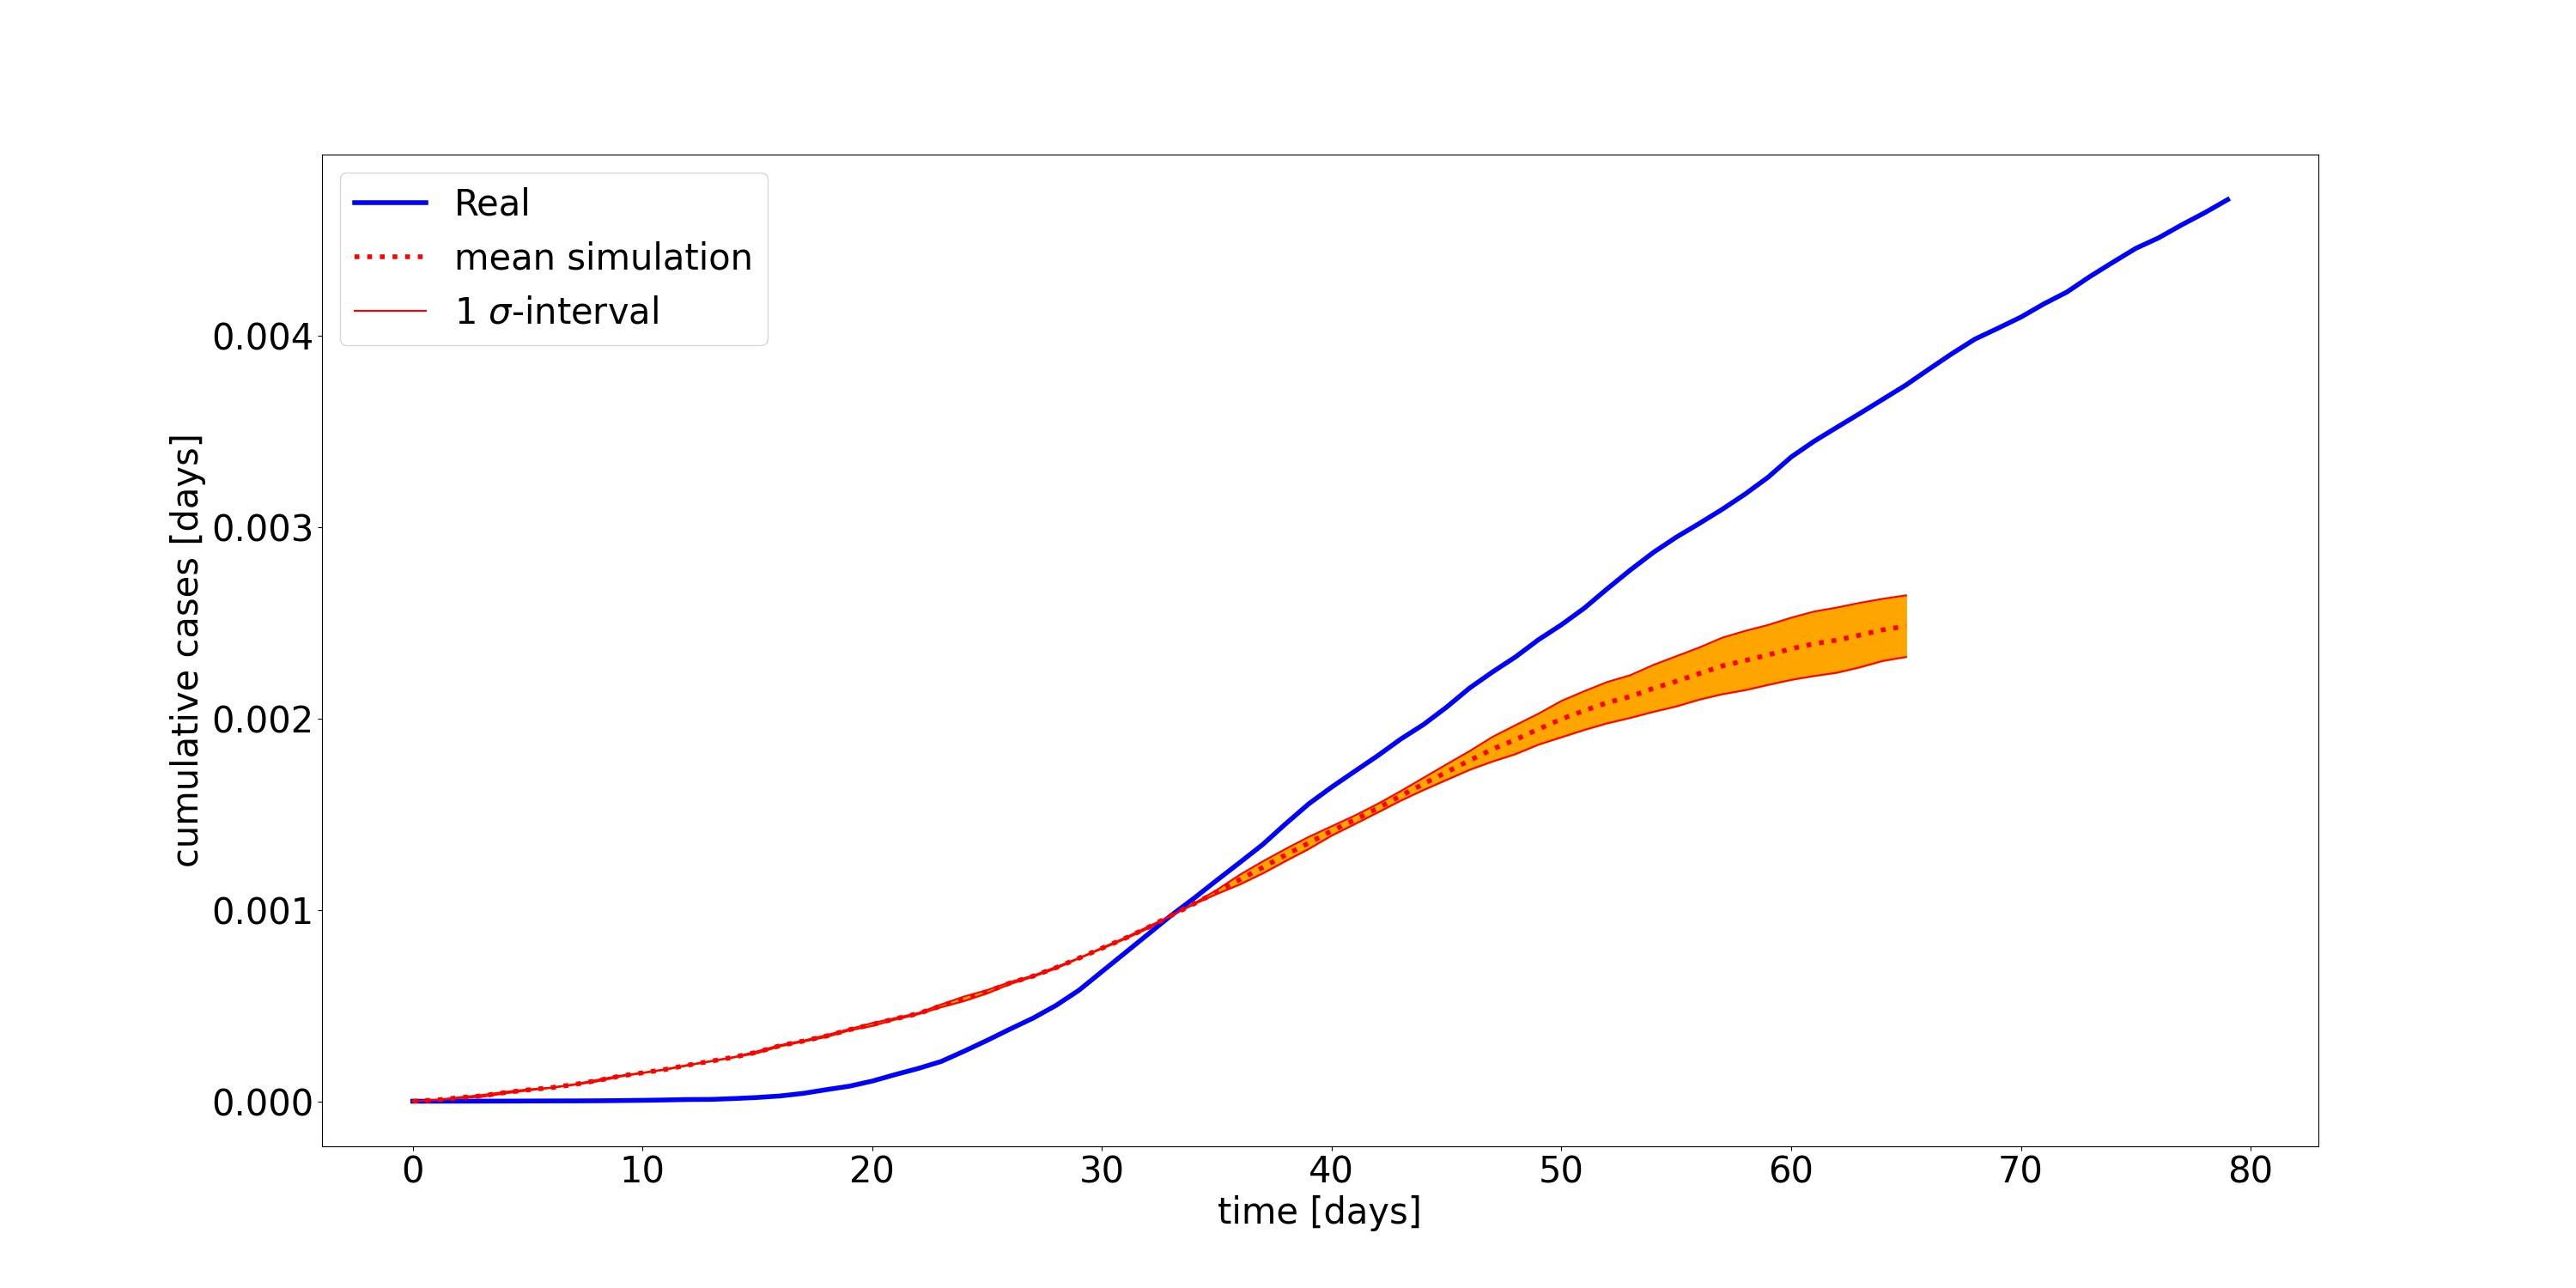 Real
mean simulation
1 σ-interval
0.004
0.003
0.002
0.001
0.000
cumulative cases [days]
0 10 20 30 40 50 60 70 80
time [days]